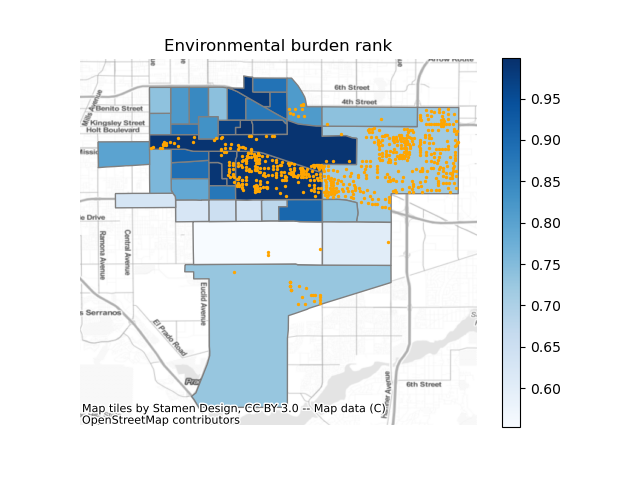 Environmental burden rank
Arrow Route
6th Street
4th Street
Mills Avenue
Benito Street
Kingsley Street
Holt Boulevard
Missio
e Drive
Ramona Avenue
Central Avenue
Euclid Avenue
s Serranos
El Prado Road
6th Street
Map tiles by Stamen Design, CC BY 3.0 -- Map data (C)
OpenStreetMap contributors
0.95
0.90
0.85
0.80
0.75
0.70
0.65
0.60